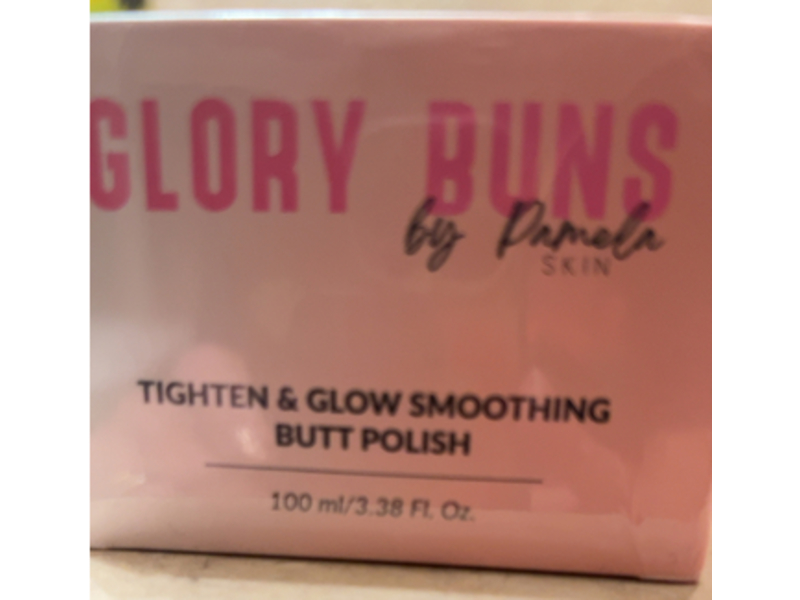 GLORY BUNS
by Pamela
SKIN
TIGHTEN & GLOW SMOOTHING
BUTT POLISH
100 ml/3.38 Fl. Oz.